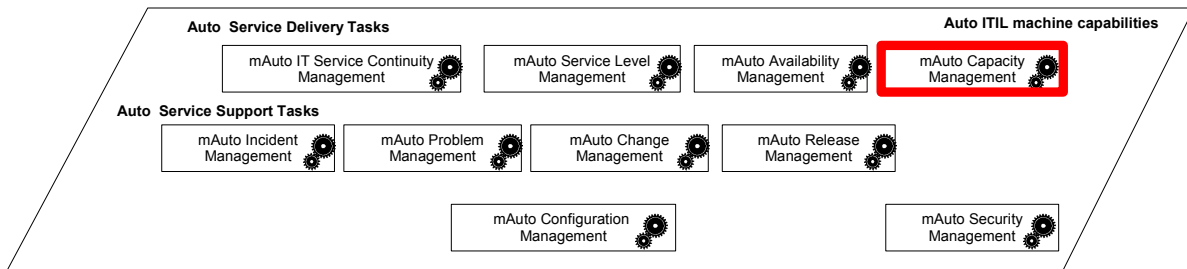 Auto  Service Delivery Tasks
Auto ITIL machine capabilities
mAuto IT Service Continuity
Management
mAuto Service Level
Management
mAuto Availability
Management
mAuto Capacity
Management
Auto  Service Support Tasks
mAuto Incident
Management
mAuto Problem
Management
mAuto Change
Management
mAuto Release
Management
mAuto Configuration
Management
mAuto Security
Management